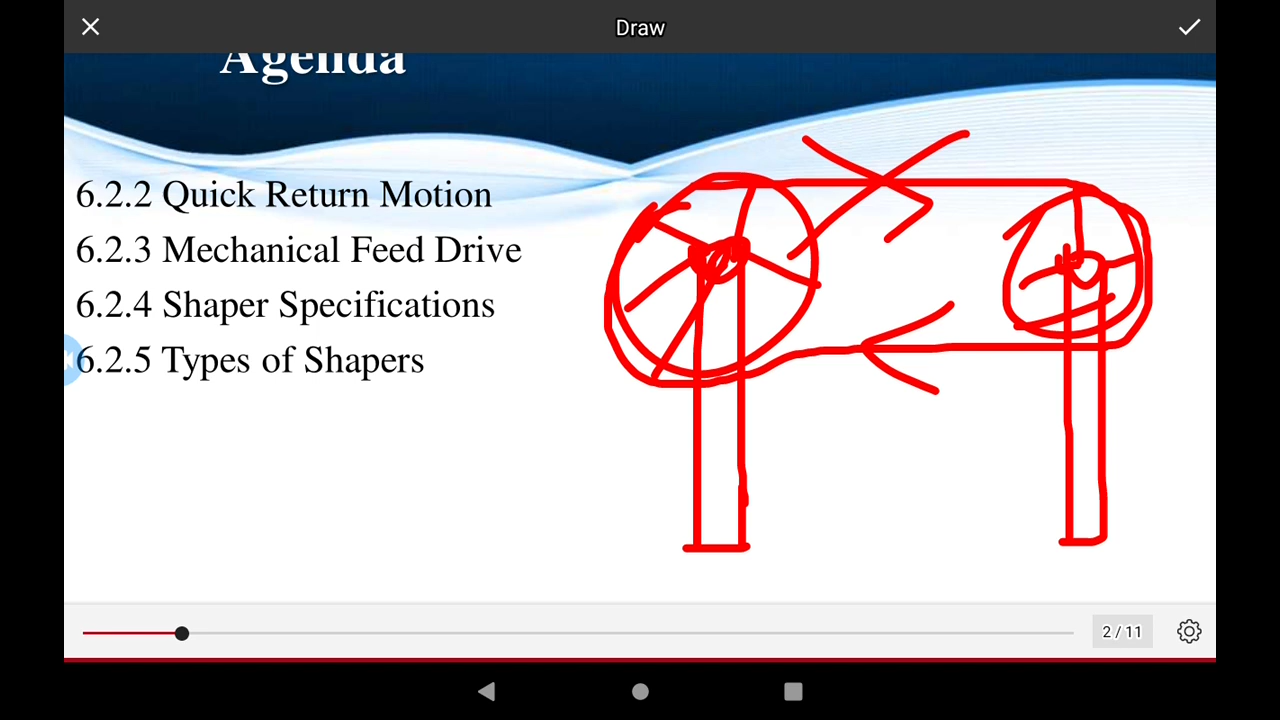 Draw
Agenda
6.2.2 Quick Return Motion
6.2.3 Mechanical Feed Drive
6.2.4 Shaper Specifications
6.2.5 Types of Shapers
2 / 11